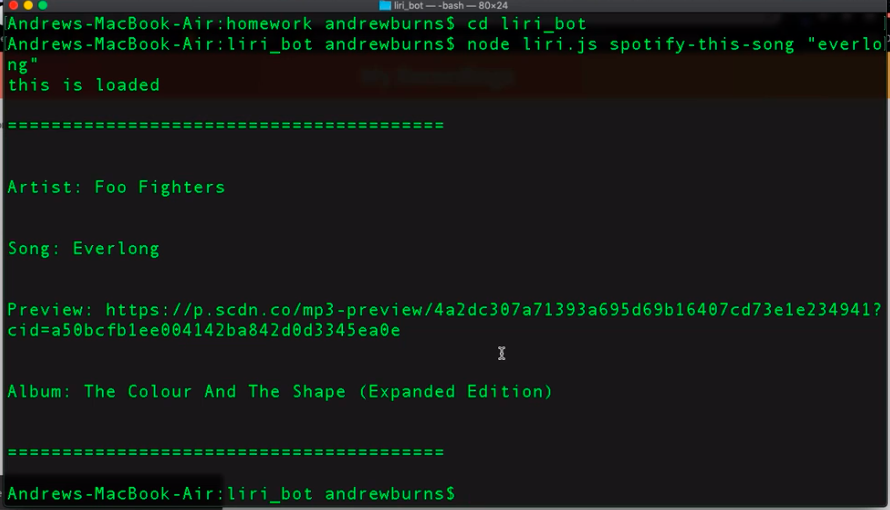 liri_bot — -bash — 80×24
Andrews-MacBook-Air:homework andrewburns$ cd liri_bot
Andrews-MacBook-Air:liri_bot andrewburns$ node liri.js spotify-this-song "everlo
ng"
this is loaded
========================================
Artist: Foo Fighters
Song: Everlong
Preview: https://p.scdn.co/mp3-preview/4a2dc307a71393a695d69b16407cd73e1e234941?
cid=a50bcfb1ee004142ba842d0d3345ea0e
Album: The Colour And The Shape (Expanded Edition)
========================================
Andrews-MacBook-Air:liri_bot andrewburns$